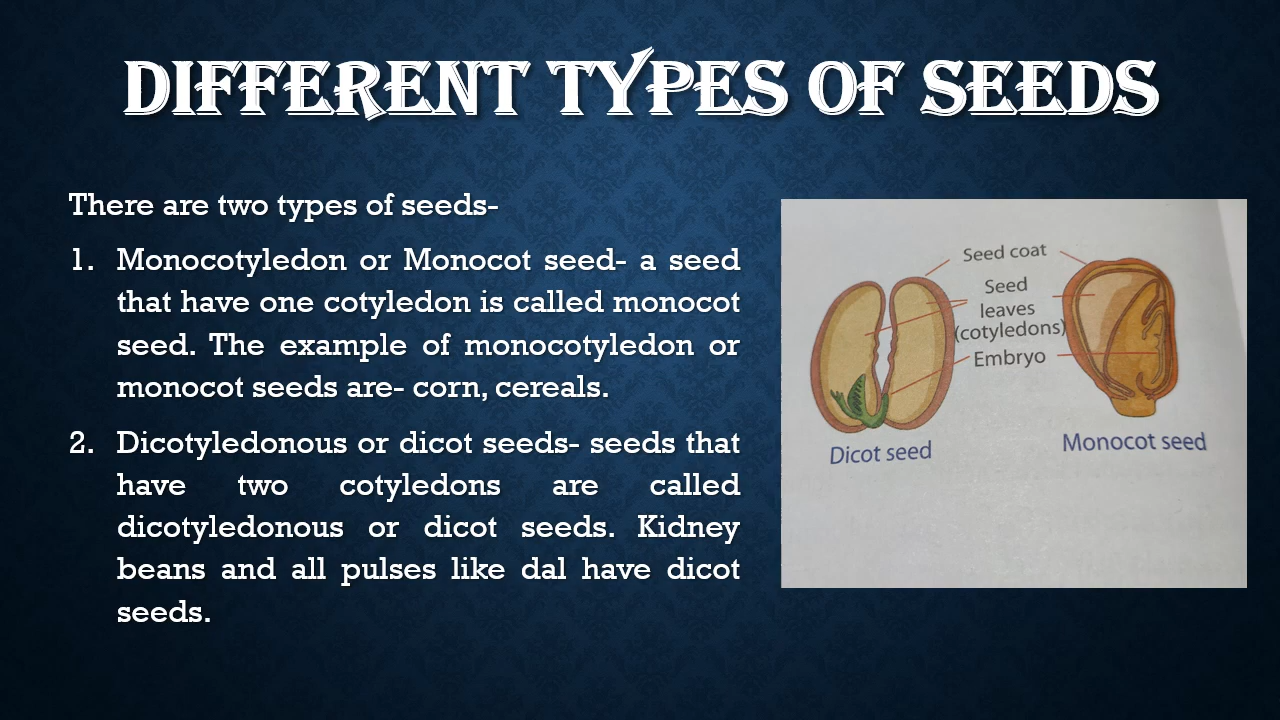 DIFFERENT TYPES OF SEEDS
There are two types of seeds-
1. Monocotyledon or Monocot seed- a seed
that have one cotyledon is called monocot
seed. The example of monocotyledon or
monocot seeds are- corn, cereals.
2. Dicotyledonous or dicot seeds- seeds that
have two cotyledons are called
dicotyledonous or dicot seeds. Kidney
beans and all pulses like dal have dicot
seeds.
Seed coat
Seed
leaves
(cotyledons)
Embryo
Dicot seed
Monocot seed